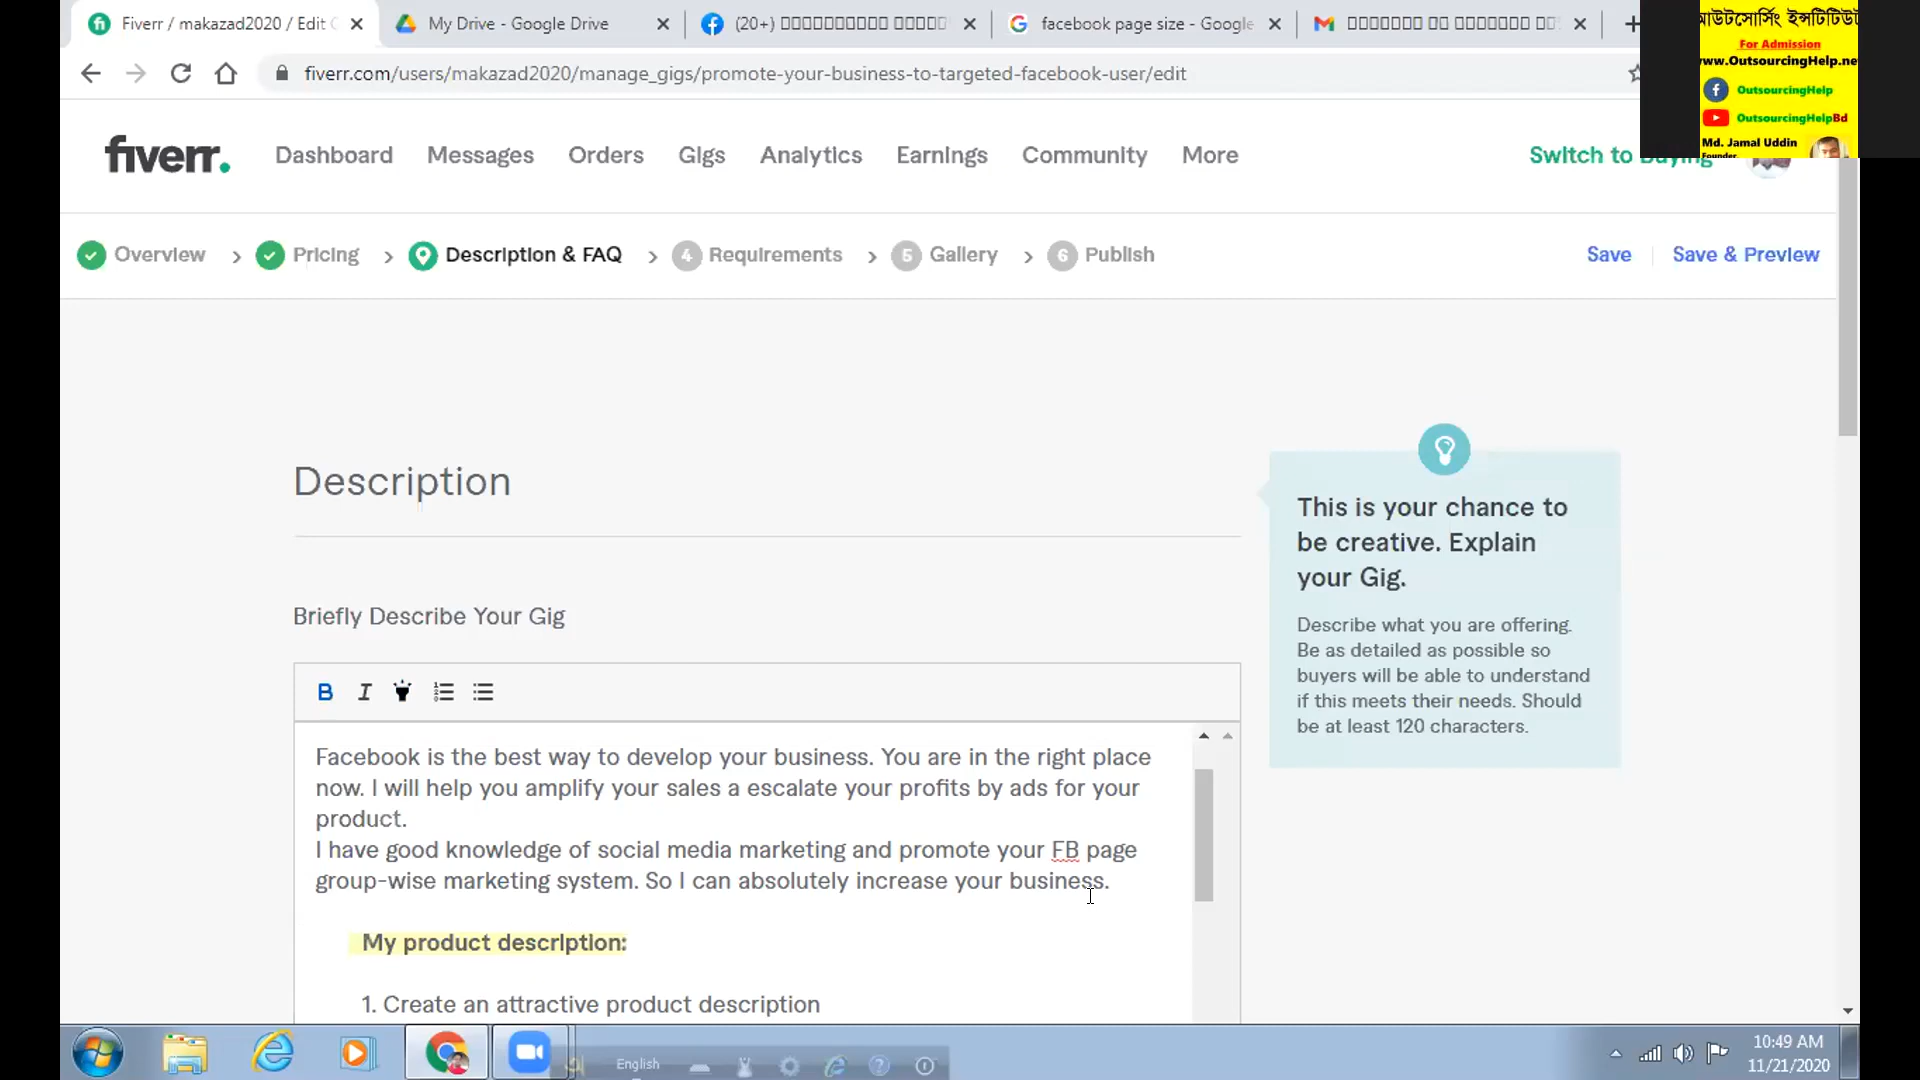 Fiverr / makazad2020 / Edit G
My Drive - Google Drive
(20+)
facebook page size - Google
fiverr.com/users/makazad2020/manage_gigs/promote-your-business-to-targeted-facebook-user/edit
আউটসোর্সিং ইন্সটিটিউট
For Admission
www.OutsourcingHelp.net
OutsourcingHelp
OutsourcingHelpBd
Md. Jamal Uddin
Founder,
fiverr.
Dashboard
Messages
Orders
Gigs
Analytics
Earnings
Community
More
Switch to Buying
Overview
Pricing
Description & FAQ
4 Requirements
5 Gallery
6 Publish
Save
Save & Preview
Description
This is your chance to
be creative. Explain
your Gig.
Describe what you are offering.
Be as detailed as possible so
buyers will be able to understand
if this meets their needs. Should
be at least 120 characters.
Briefly Describe Your Gig
B I
Facebook is the best way to develop your business. You are in the right place
now. I will help you amplify your sales a escalate your profits by ads for your
product.
I have good knowledge of social media marketing and promote your FB page
group-wise marketing system. So I can absolutely increase your business.
My product description:
1. Create an attractive product description
English
10:49 AM
11/21/2020